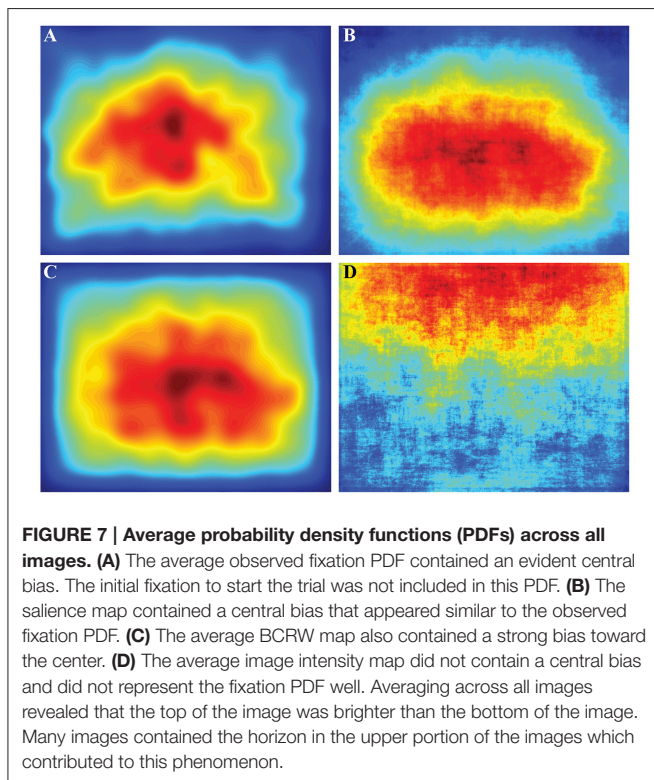 A
B
C
D
FIGURE 7 | Average probability density functions (PDFs) across all
images. (A) The average observed fixation PDF contained an evident central
bias. The initial fixation to start the trial was not included in this PDF. (B) The
salience map contained a central bias that appeared similar to the observed
fixation PDF. (C) The average BCRW map also contained a strong bias toward
the center. (D) The average image intensity map did not contain a central bias
and did not represent the fixation PDF well. Averaging across all images
revealed that the top of the image was brighter than the bottom of the image.
Many images contained the horizon in the upper portion of the images which
contributed to this phenomenon.